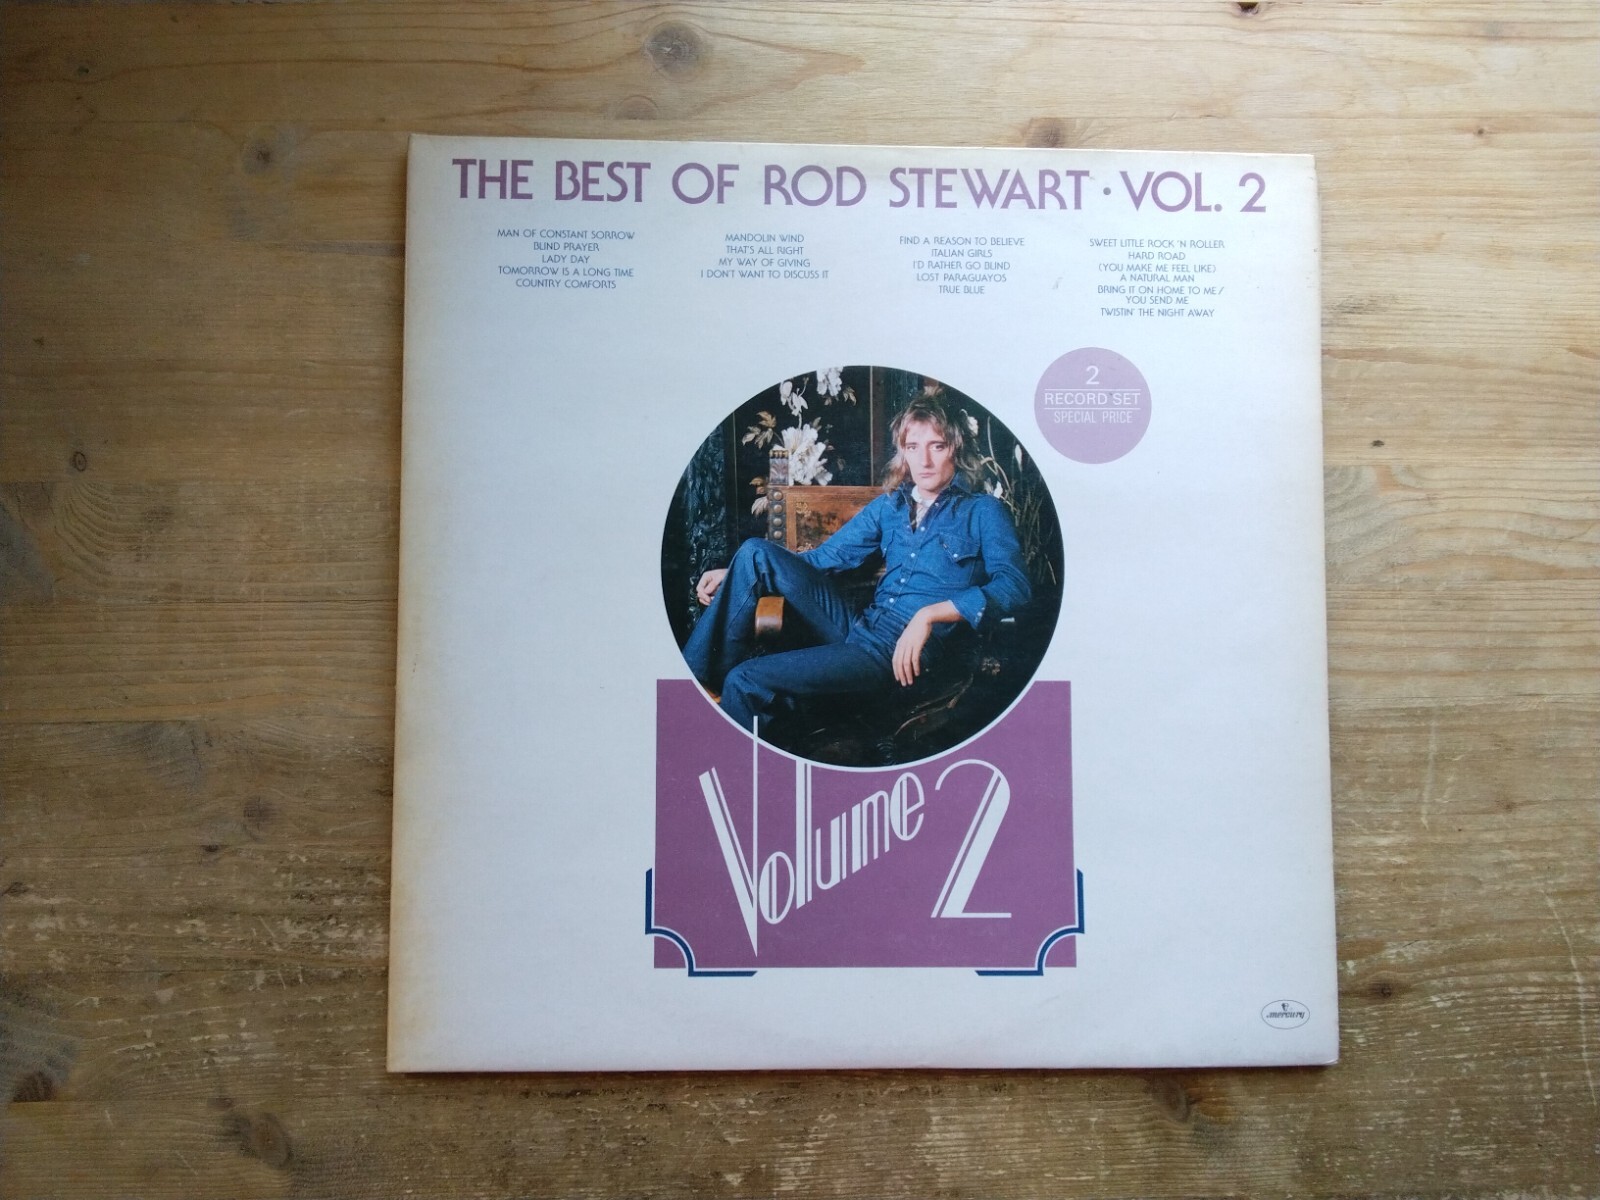 THE BEST OF ROD STEWART · VOL. 2
MAN OF CONSTANT SORROW
BLIND PRAYER
LADY DAY
TOMORROW IS A LONG TIME
COUNTRY COMFORTS
MANDOLIN WIND
THAT'S ALL RIGHT
MY WAY OF GIVING
I DON'T WANT TO DISCUSS IT
FIND A REASON TO BELIEVE
ITALIAN GIRLS
I'D RATHER GO BLIND
LOST PARAGUAYOS
TRUE BLUE
SWEET LITTLE ROCK 'N ROLLER
HARD ROAD
(YOU MAKE ME FEEL LIKE)
A NATURAL MAN
BRING IT ON HOME TO ME/
YOU SEND ME
TWISTIN' THE NIGHT AWAY
2
RECORD SET
SPECIAL PRICE
Volume 2
mercury